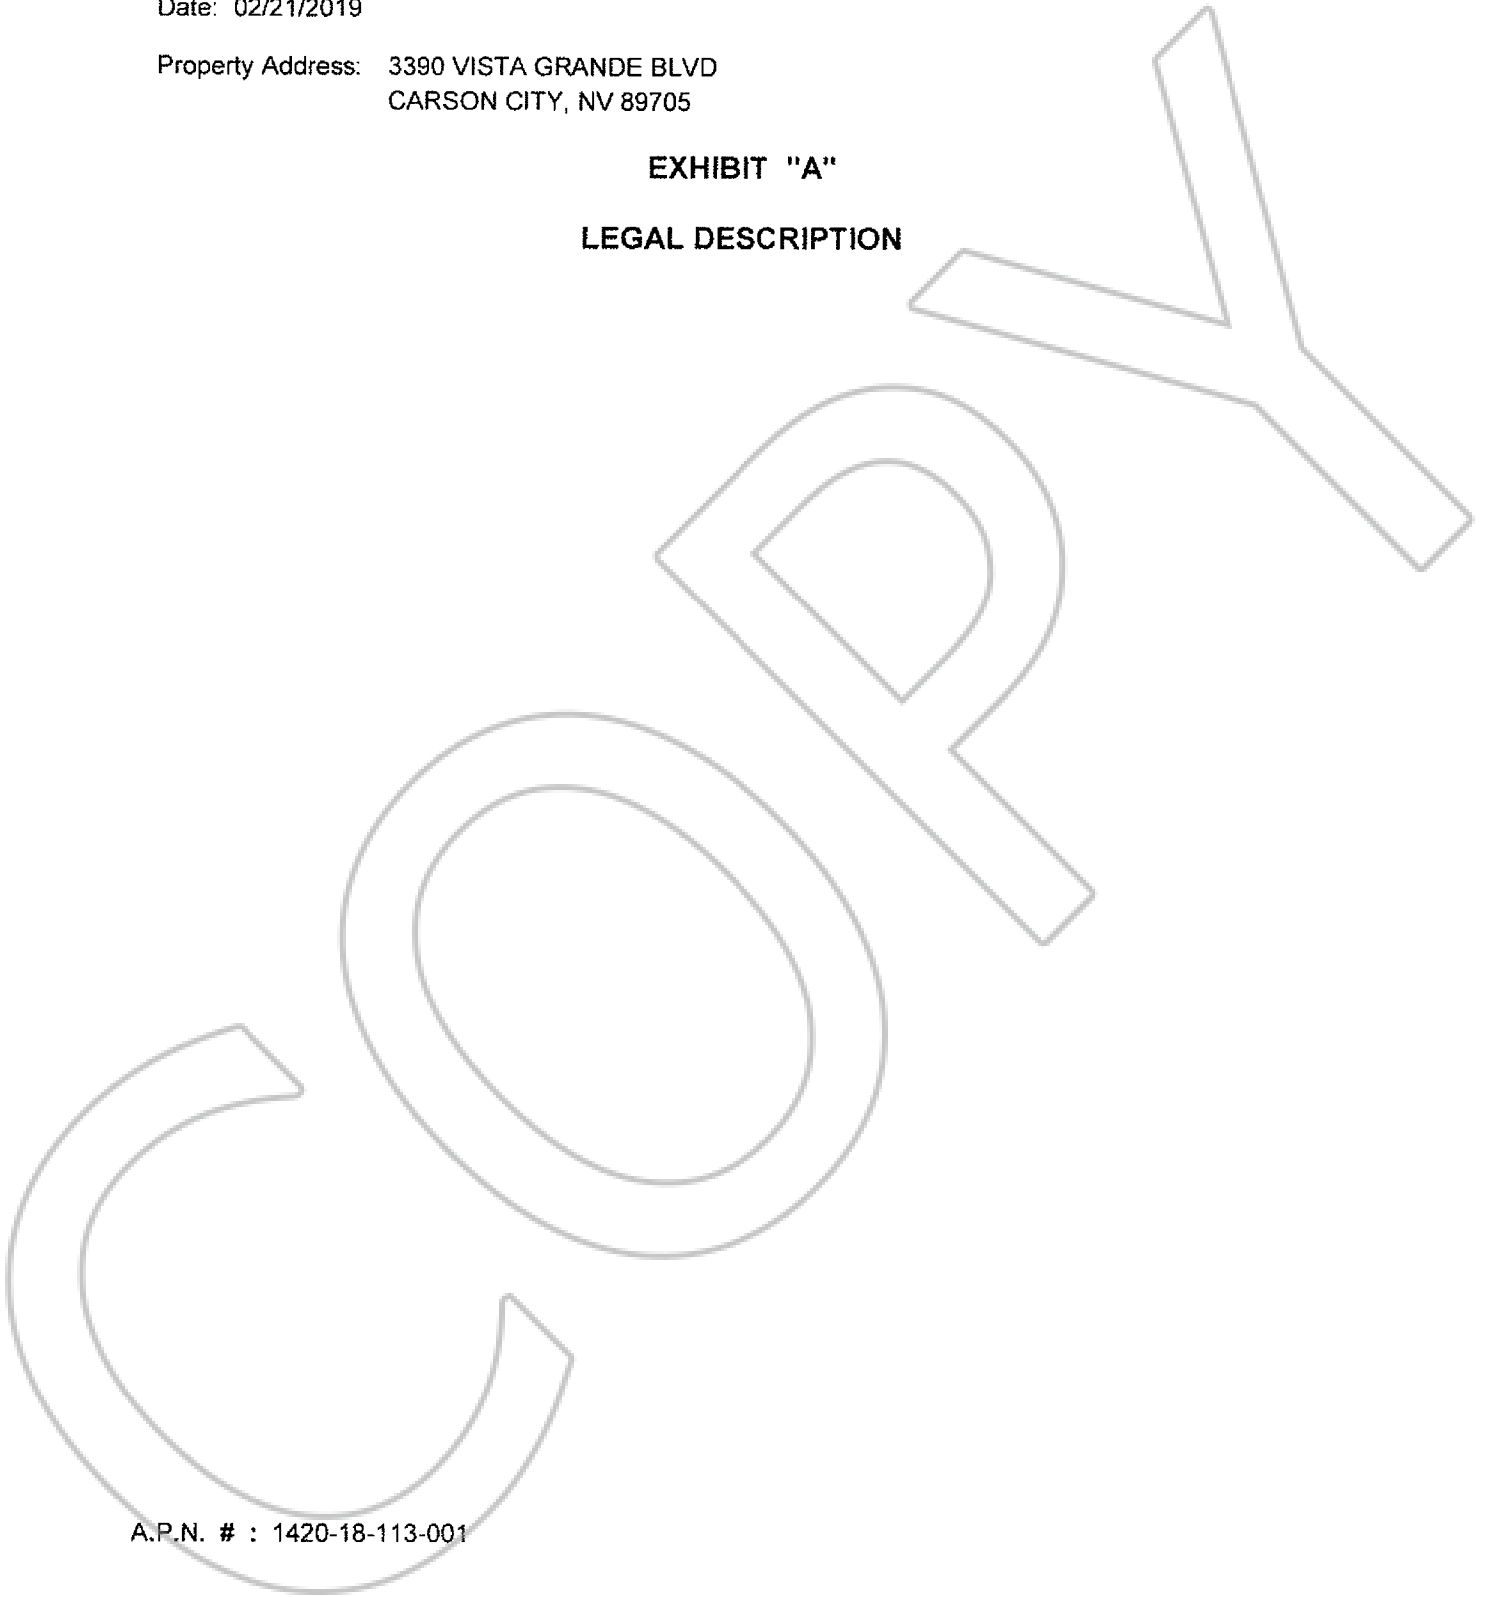 Date: 02/21/2019
Property Address: 3390 VISTA GRANDE BLVD
CARSON CITY, NV 89705
EXHIBIT "A"
LEGAL DESCRIPTION
COPY
A.P.N. # : 1420-18-113-001